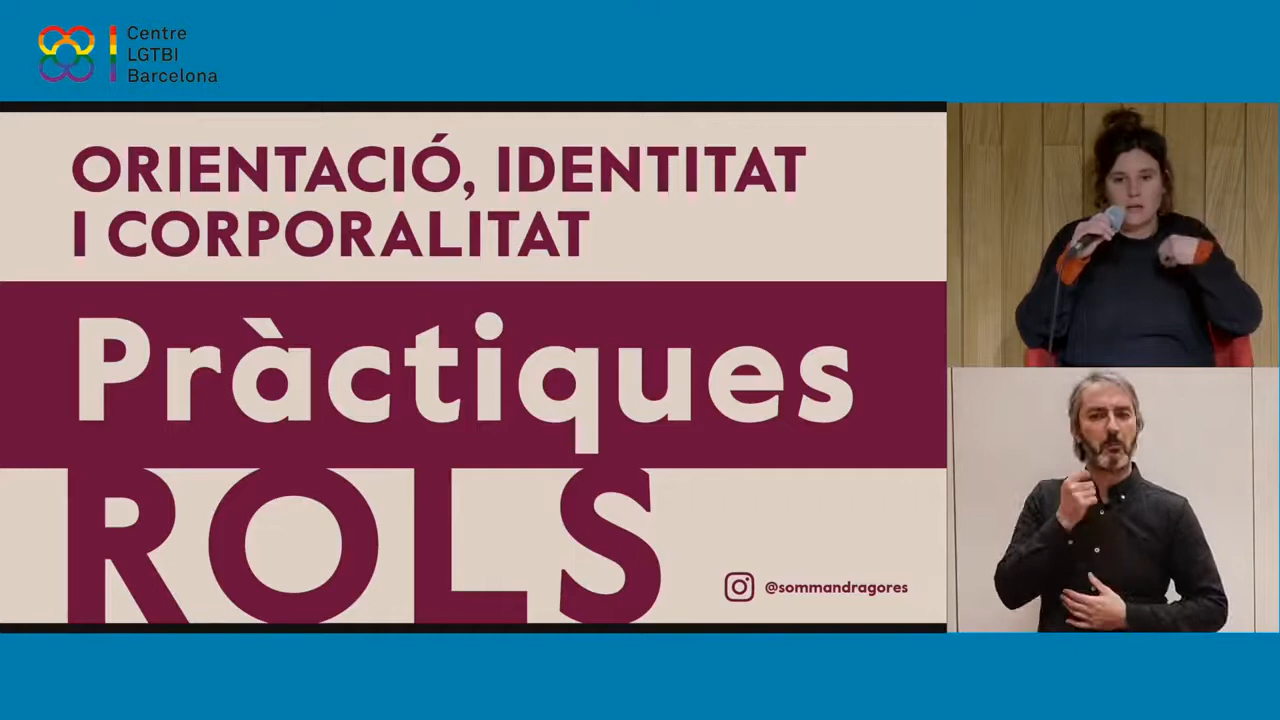 Centre
LGTBI
Barcelona
ORIENTACIÓ, IDENTITAT
I CORPORALITAT
Pràctiques
ROLS
@sommandragores